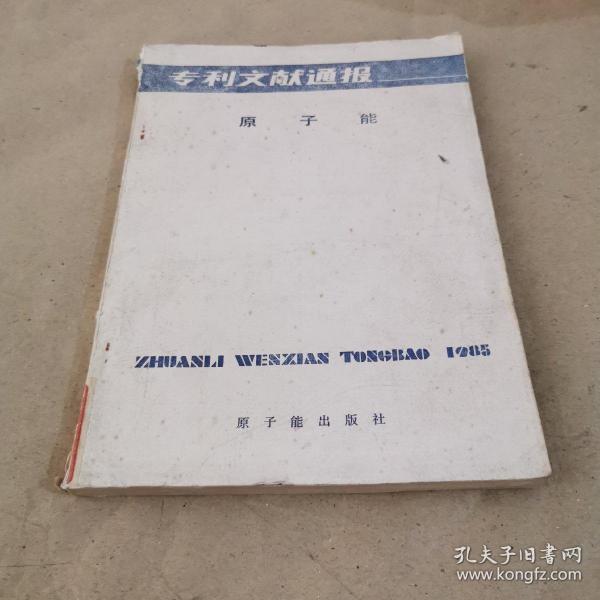 专利文献通报
原子能
ZHUANLI WENXIAN TONGBAO 1985
原子能出版社
孔夫子旧书网
www.kongfz.com